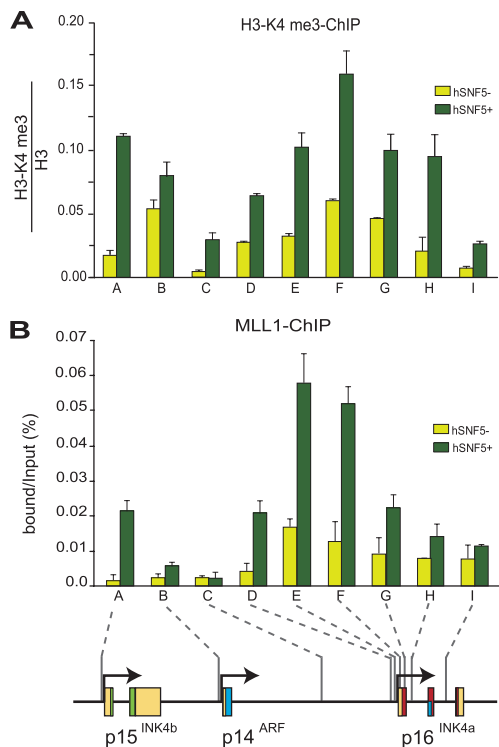 A
H3-K4 me3-ChIP
H3-K4 me3
H3
0.20
0.15
0.10
0.05
0.00
hSNF5-
hSNF5+
A B C D E F G H I
B
MLL1-ChIP
bound/Input (%)
0.07
0.06
0.05
0.04
0.03
0.02
0.01
0.0
hSNF5-
hSNF5+
A B C D E F G H I
p15 INK4b p14 ARF p16 INK4a